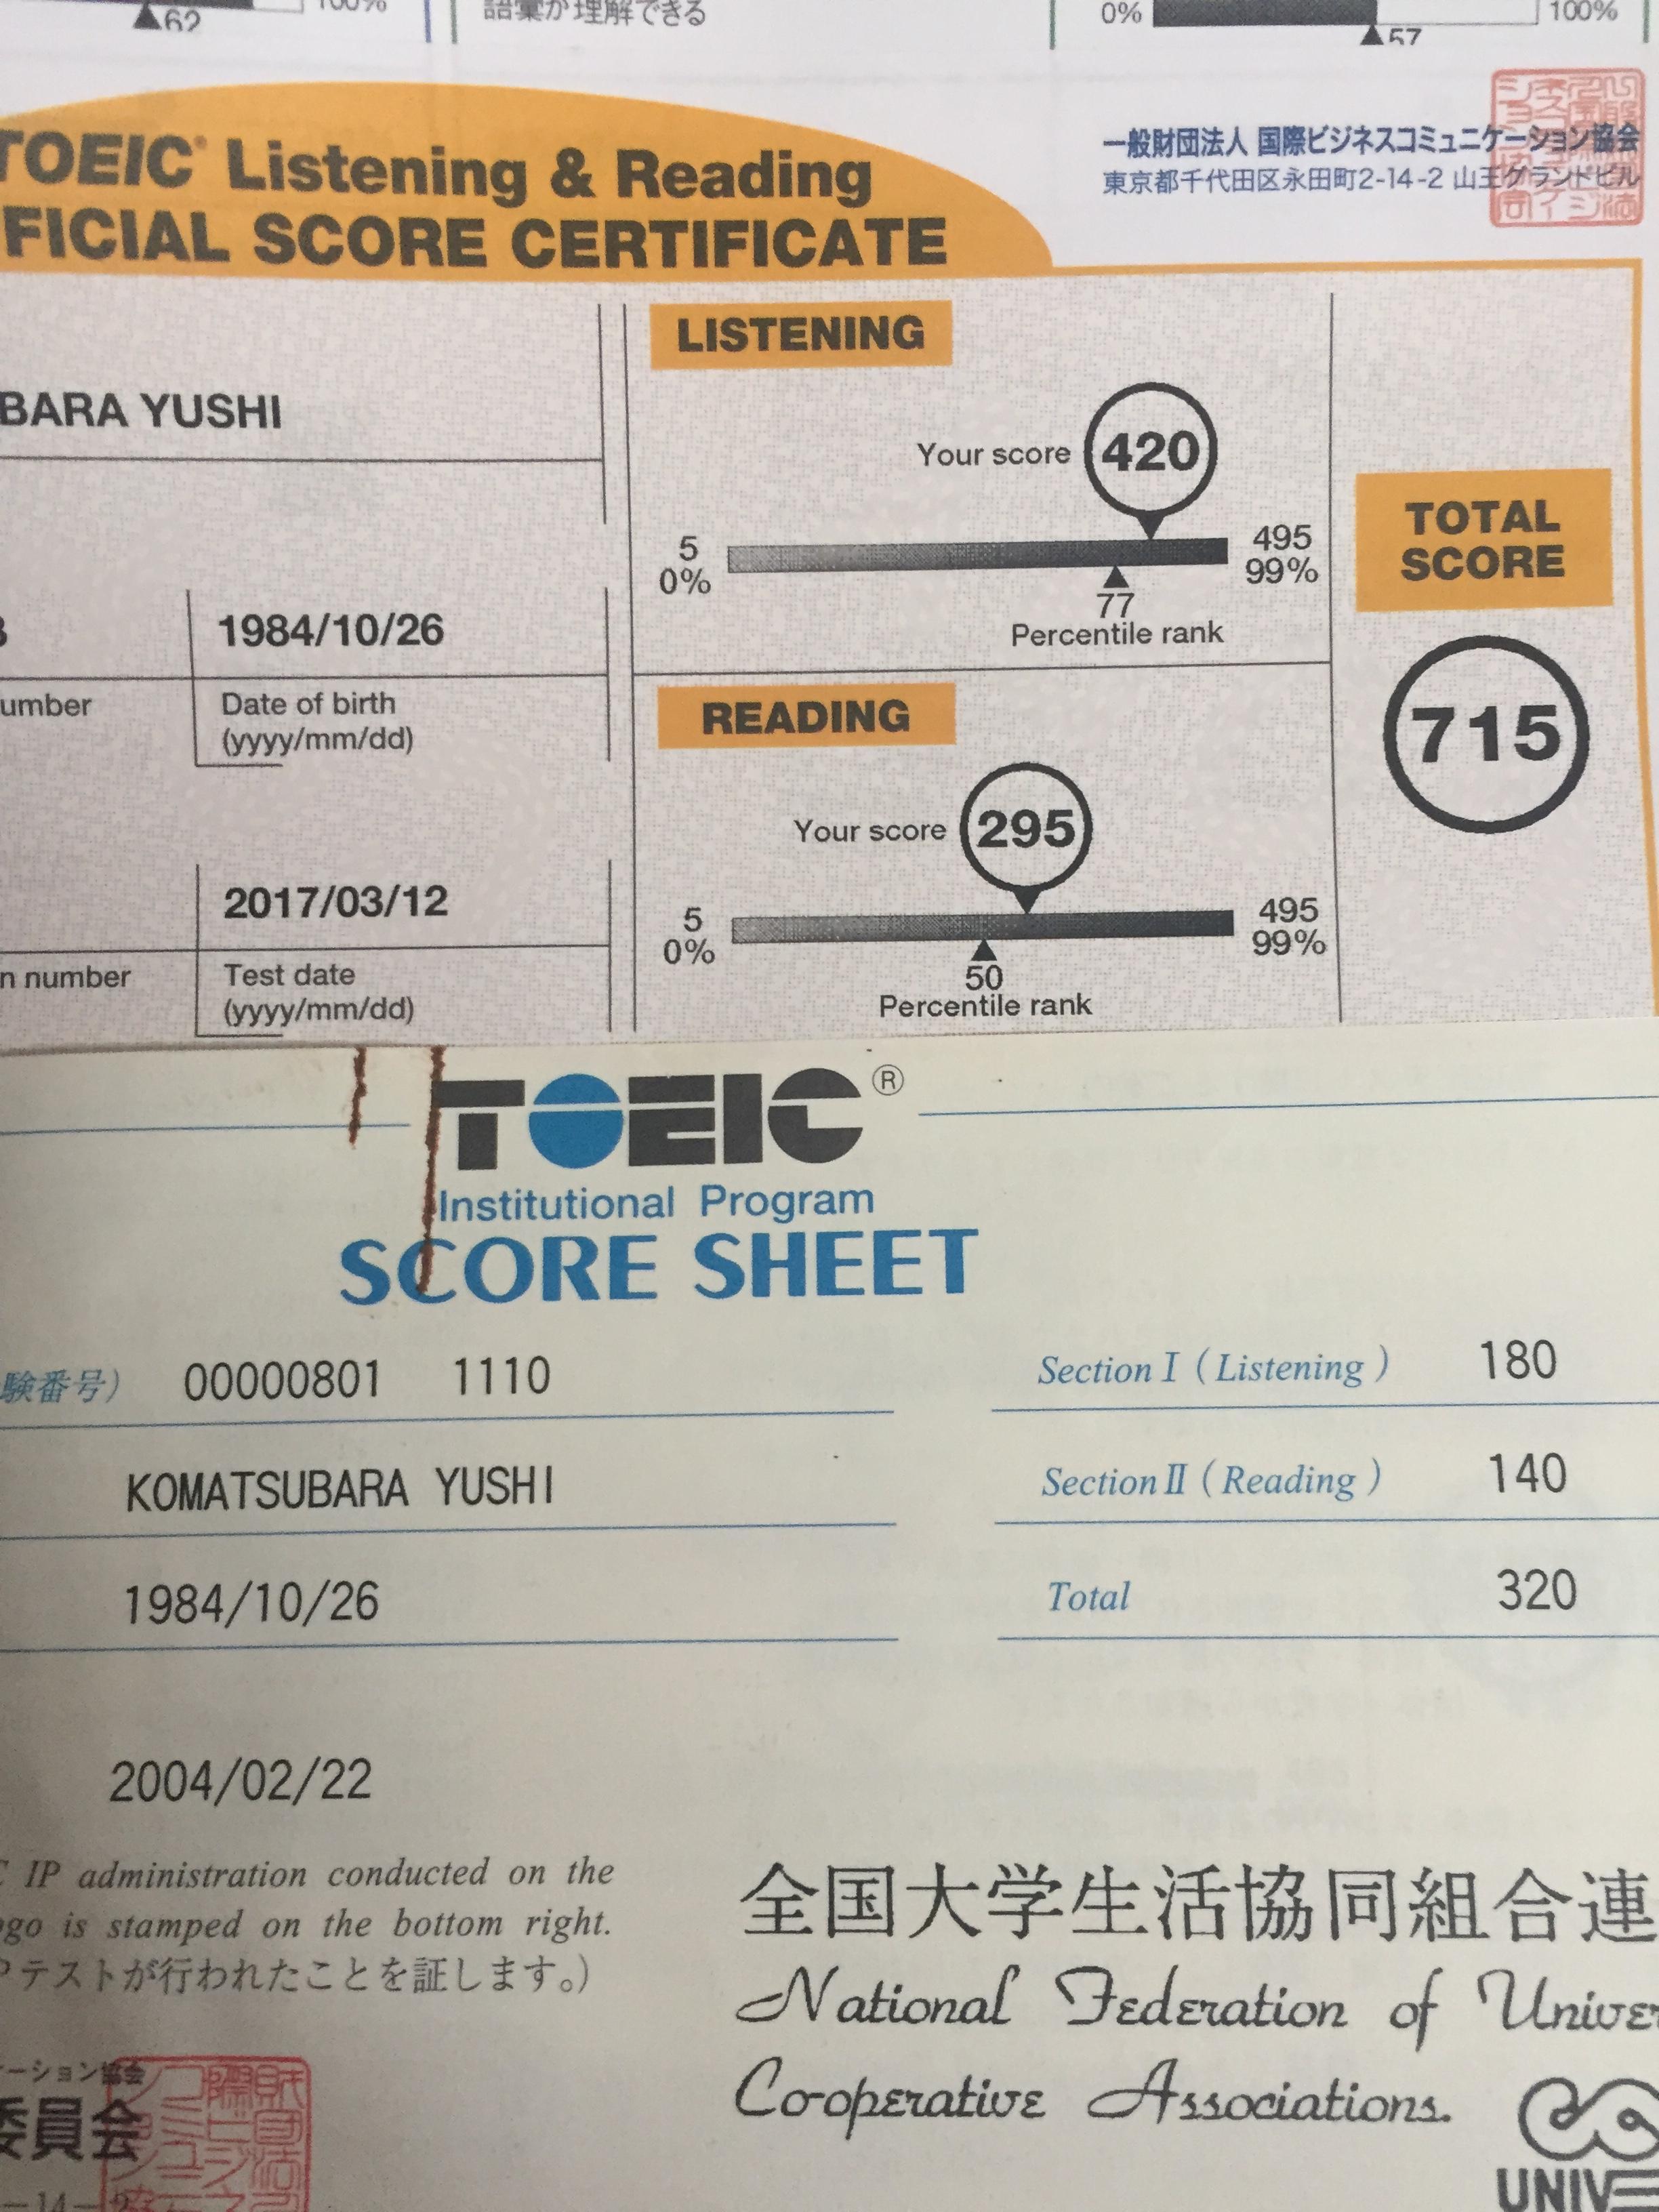 62
100%
語彙が理解できる
0%
100%
57
TOEIC Listening & Reading
FICIAL SCORE CERTIFICATE
一般財団法人 国際ビジネスコミュニケーション協会
東京都千代田区永田町2-14-2 山王グランドビル
BARA YUSHI
1984/10/26
umber
Date of birth
(yyyy/mm/dd)
2017/03/12
n number
Test date
(yyyy/mm/dd)
LISTENING
Your score 420
5
0%
495
99%
77
Percentile rank
READING
Your score 295
5
0%
495
99%
50
Percentile rank
TOTAL
SCORE
715
TOEIC®
Institutional Program
SCORE SHEET
験番号) 00000801 1110
KOMATSUBARA YUSHI
1984/10/26
2004/02/22
Section I (Listening) 180
Section II (Reading) 140
Total 320
C IP administration conducted on the
ogo is stamped on the bottom right.
Pテストが行われたことを証します。)
全国大学生活協同組合連
National Federation of Univer
Co-operative Associations.
ーション協会
委員会
-14-2
UNIVE